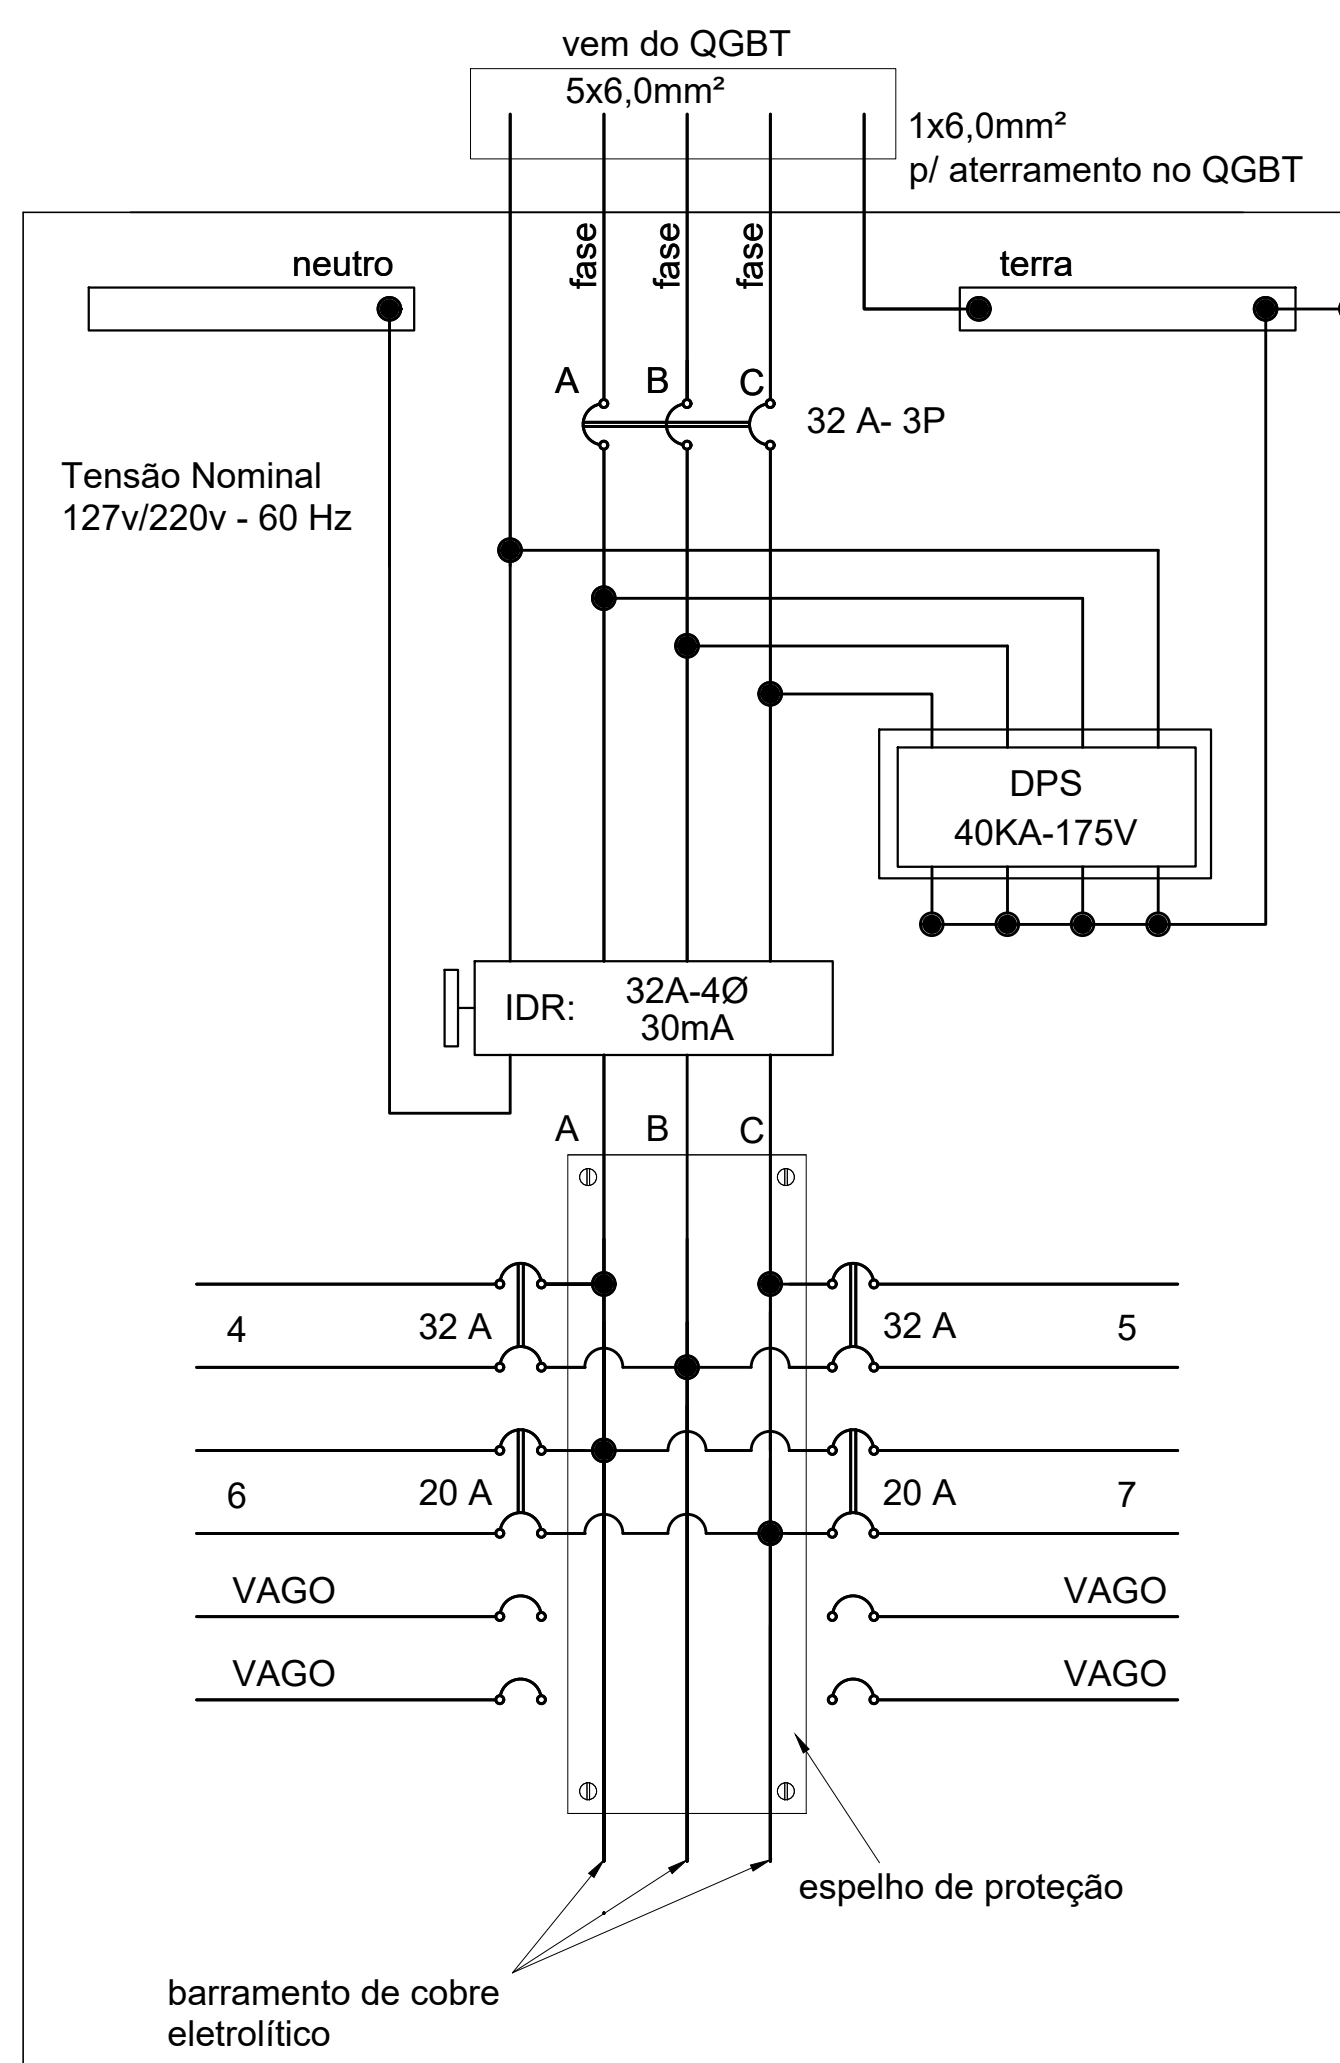 vem do QGBT
5x6,0mm²
1x6,0mm²
p/ aterramento no QGBT
neutro
fase
fase
fase
terra
A
B
C
32 A- 3P
Tensão Nominal
127v/220v - 60 Hz
DPS
40KA-175V
IDR:
32A-4Ø
30mA
A
B
C
4
32 A
32 A
5
6
20 A
20 A
7
VAGO
VAGO
VAGO
VAGO
espelho de proteção
barramento de cobre
eletrolítico